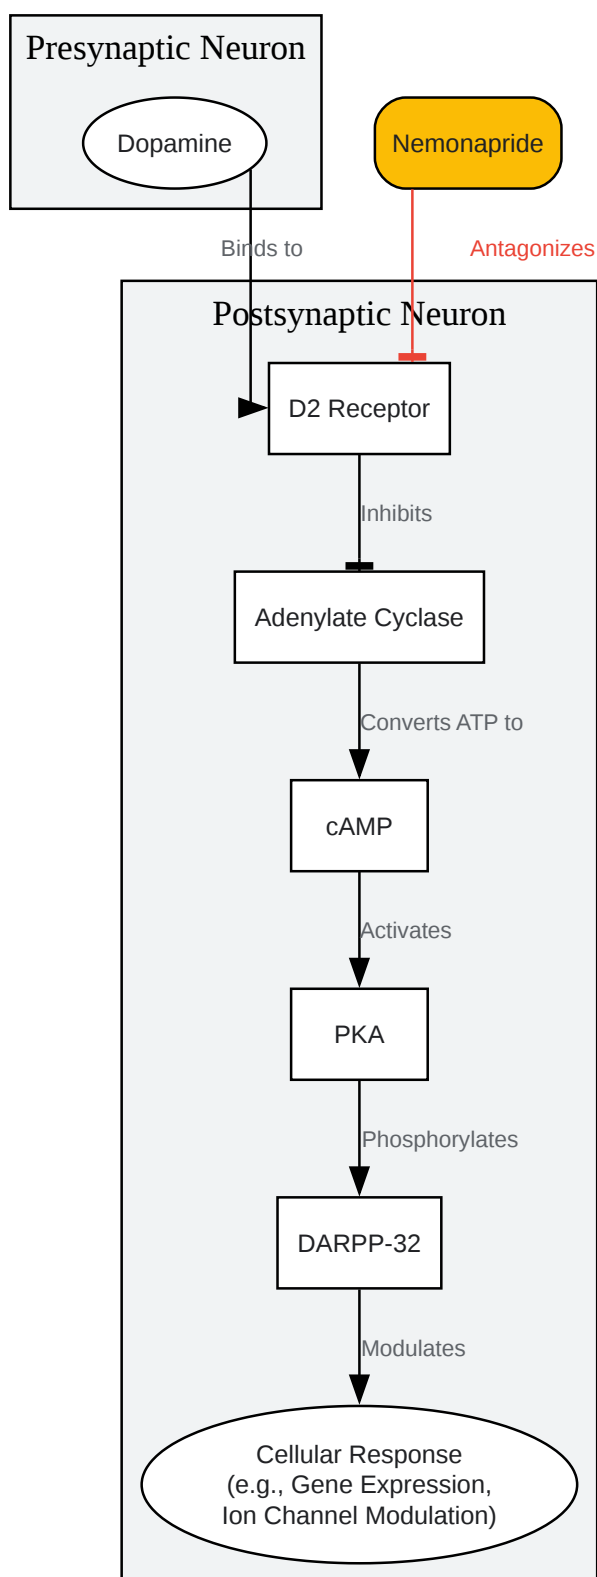 Presynaptic Neuron
Dopamine
Nemonapride
Binds to
Antagonizes
Postsynaptic Neuron
D2 Receptor
Inhibits
Adenylate Cyclase
Converts ATP to
cAMP
Activates
PKA
Phosphorylates
DARPP-32
Modulates
Cellular Response
(e.g., Gene Expression,
Ion Channel Modulation)